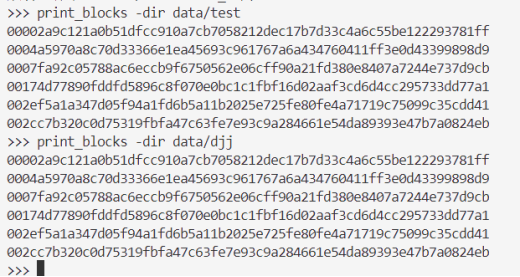 >>> print_blocks -dir data/test
00002a9c121a0b51dfcc910a7cb7058212dec17b7d33c4a6c55be122293781ff
0004a5970a8c70d33366e1ea45693c961767a6a434760411ff3e0d43399898d9
0007fa92c05788ac6eccb9f6750562e06cff90a21fd380e8407a7244e737d9cb
00174d77890fddfd5896c8f070e0bc1c1fbf16d02aaf3cd6d4cc295733dd77a1
002ef5a1a347d05f94a1fd6b5a11b2025e725fe80fe4a71719c75099c35cdd41
002cc7b320c0d75319fbfa47c63fe7e93c9a284661e54da89393e47b7a0824eb
>>> print_blocks -dir data/djj
00002a9c121a0b51dfcc910a7cb7058212dec17b7d33c4a6c55be122293781ff
0004a5970a8c70d33366e1ea45693c961767a6a434760411ff3e0d43399898d9
0007fa92c05788ac6eccb9f6750562e06cff90a21fd380e8407a7244e737d9cb
00174d77890fddfd5896c8f070e0bc1c1fbf16d02aaf3cd6d4cc295733dd77a1
002ef5a1a347d05f94a1fd6b5a11b2025e725fe80fe4a71719c75099c35cdd41
002cc7b320c0d75319fbfa47c63fe7e93c9a284661e54da89393e47b7a0824eb
>>>